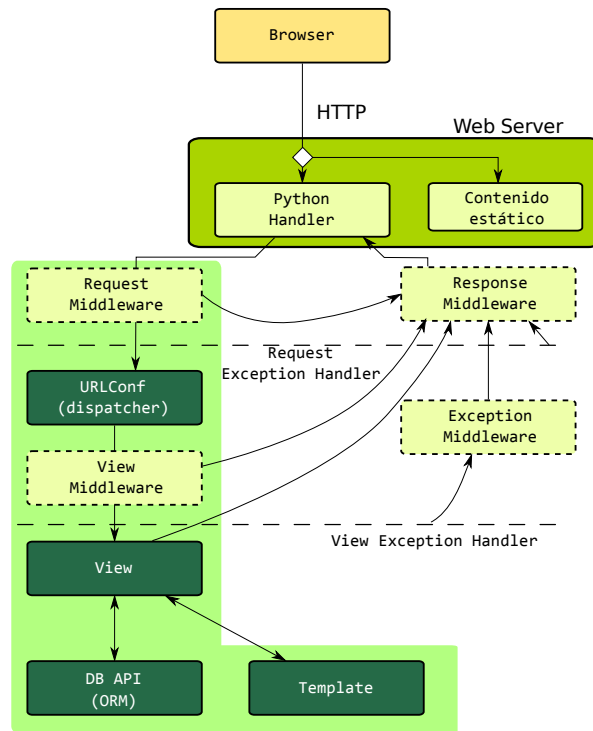 Browser
HTTP
Web Server
Python
Handler
Contenido
estático
Request
Middleware
Response
Middleware
Request
Exception Handler
URLConf
(dispatcher)
Exception
Middleware
View
Middleware
View Exception Handler
View
DB API
(ORM)
Template